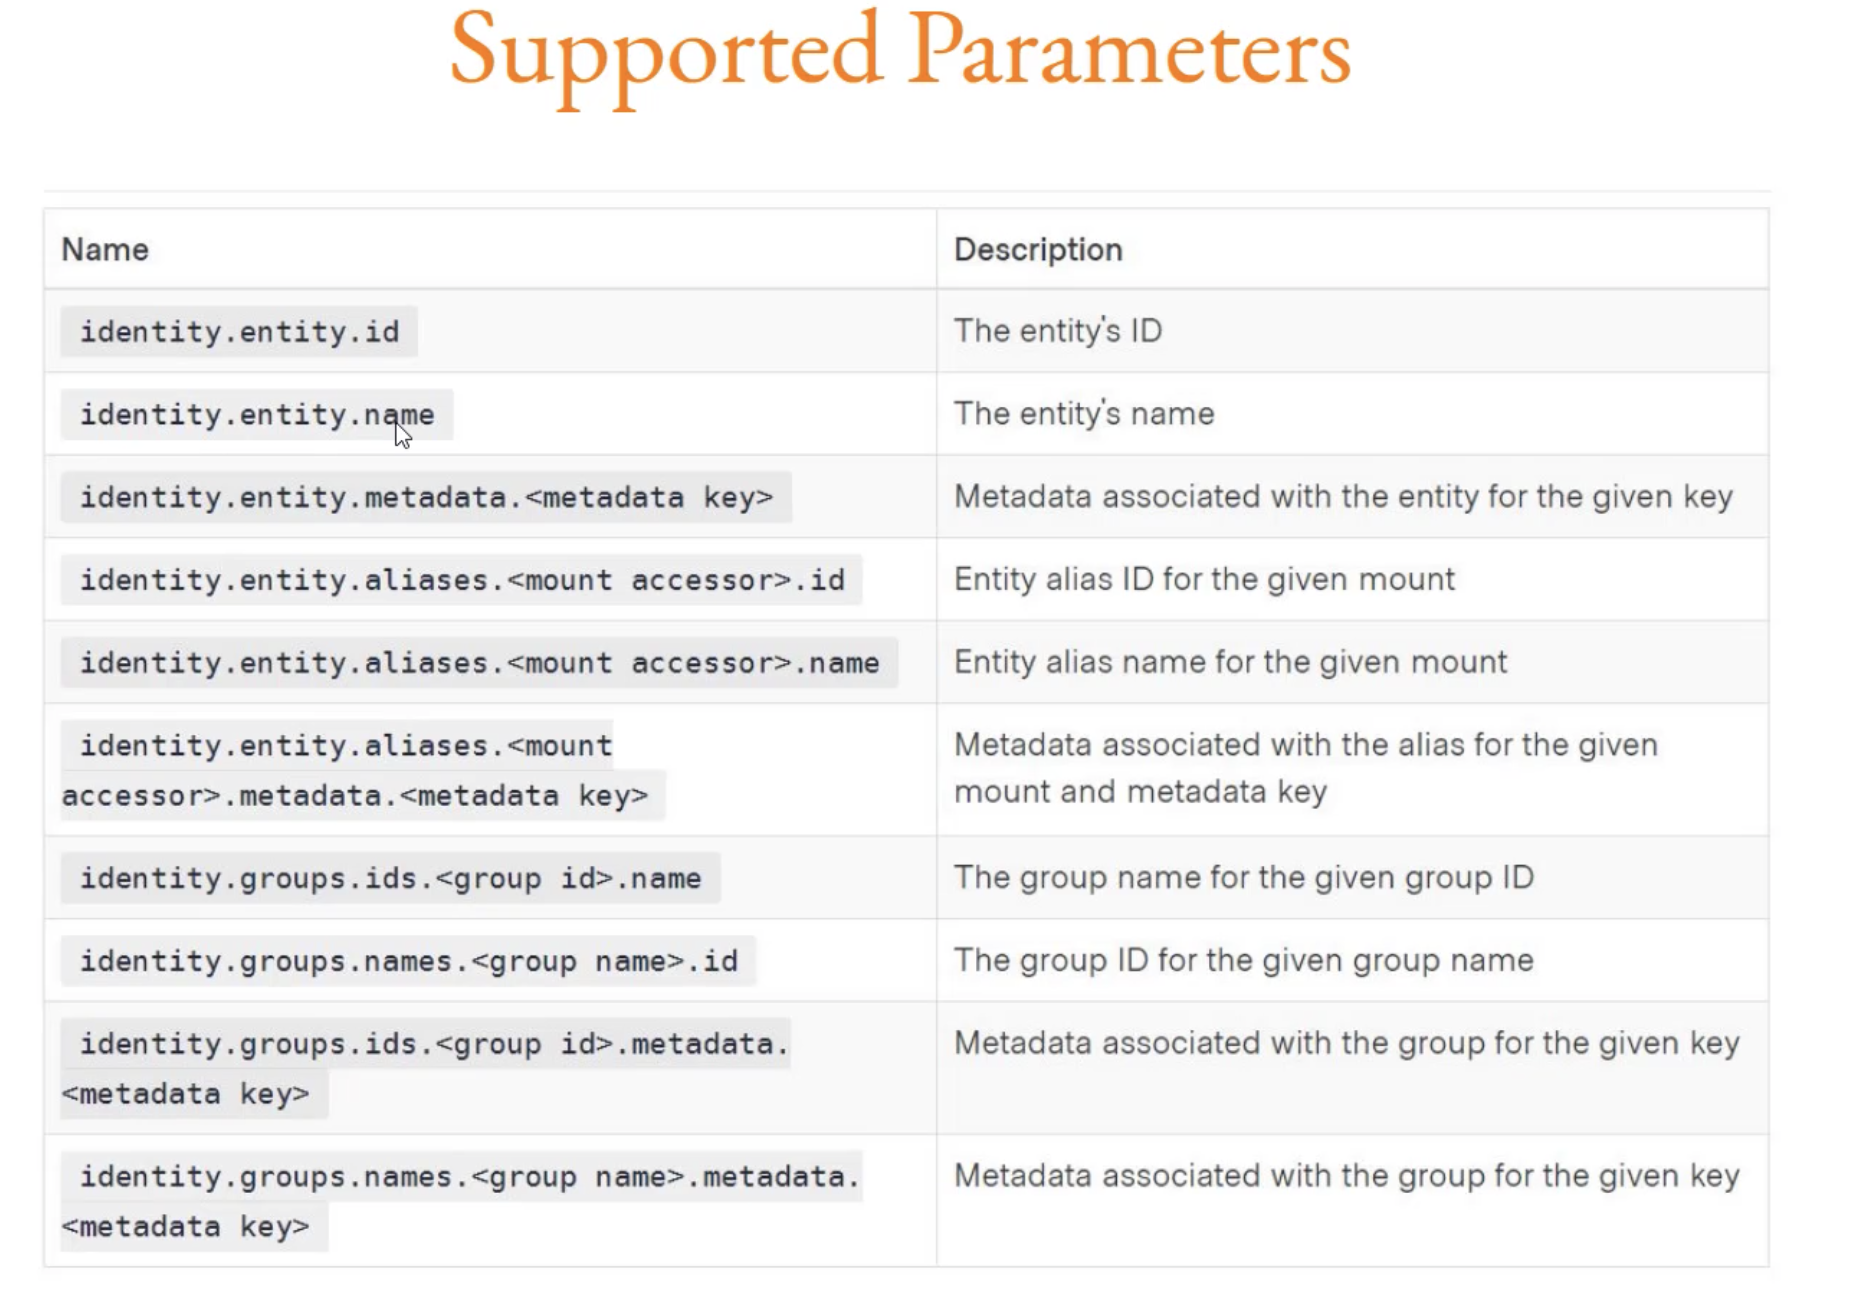 Supported Parameters
Name
Description
identity.entity.id
The entity's ID
identity.entity.name
The entity's name
identity.entity.metadata.<metadata key>
Metadata associated with the entity for the given key
identity.entity.aliases.<mount accessor>.id
Entity alias ID for the given mount
identity.entity.aliases.<mount accessor>.name
Entity alias name for the given mount
identity.entity.aliases.<mount
accessor>.metadata.<metadata key>
Metadata associated with the alias for the given
mount and metadata key
identity.groups.ids.<group id>.name
The group name for the given group ID
identity.groups.names.<group name>.id
The group ID for the given group name
identity.groups.ids.<group id>.metadata.
<metadata key>
Metadata associated with the group for the given key
identity.groups.names.<group name>.metadata.
<metadata key>
Metadata associated with the group for the given key